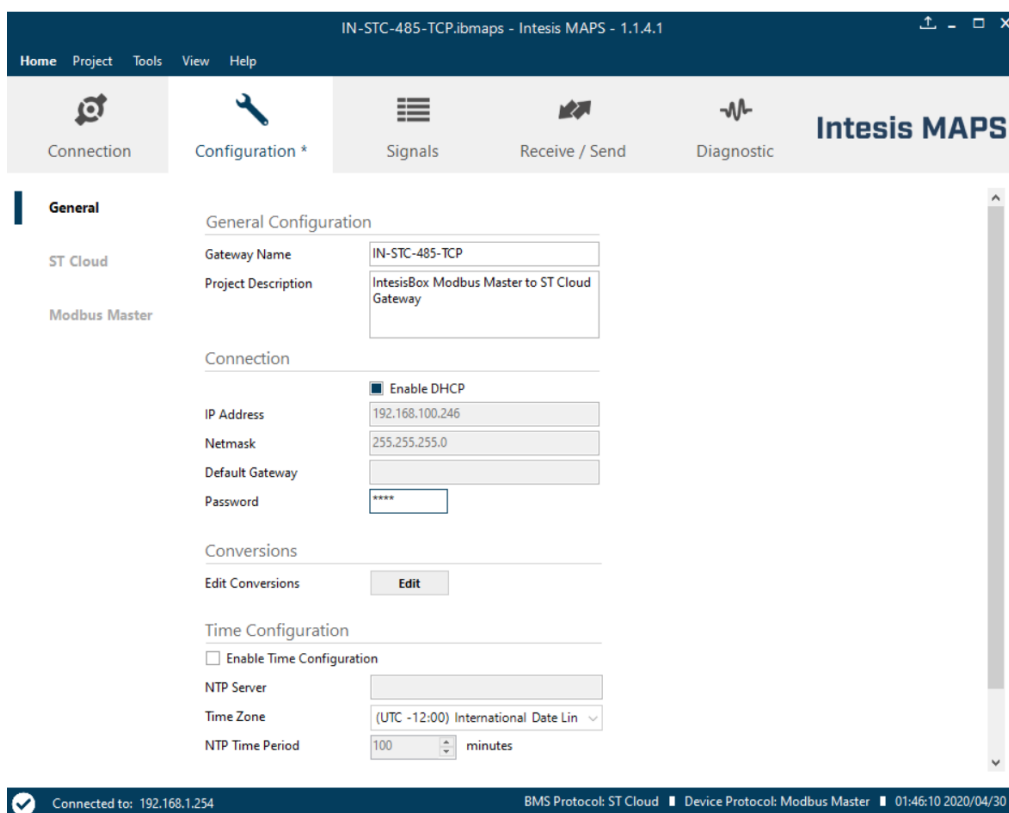 IN-STC-485-TCP.ibmaps - Intesis MAPS - 1.1.4.1
Home Project Tools View Help
Connection
Configuration *
Signals
Receive / Send
Diagnostic
Intesis MAPS
General
ST Cloud
Modbus Master
General Configuration
Gateway Name IN-STC-485-TCP
Project Description IntesisBox Modbus Master to ST Cloud
Gateway
Connection
Enable DHCP
IP Address 192.168.100.246
Netmask 255.255.255.0
Default Gateway
Password ****
Conversions
Edit Conversions Edit
Time Configuration
Enable Time Configuration
NTP Server
Time Zone (UTC -12:00) International Date Lin
NTP Time Period 100 minutes
Connected to: 192.168.1.254
BMS Protocol: ST Cloud Device Protocol: Modbus Master 01:46:10 2020/04/30